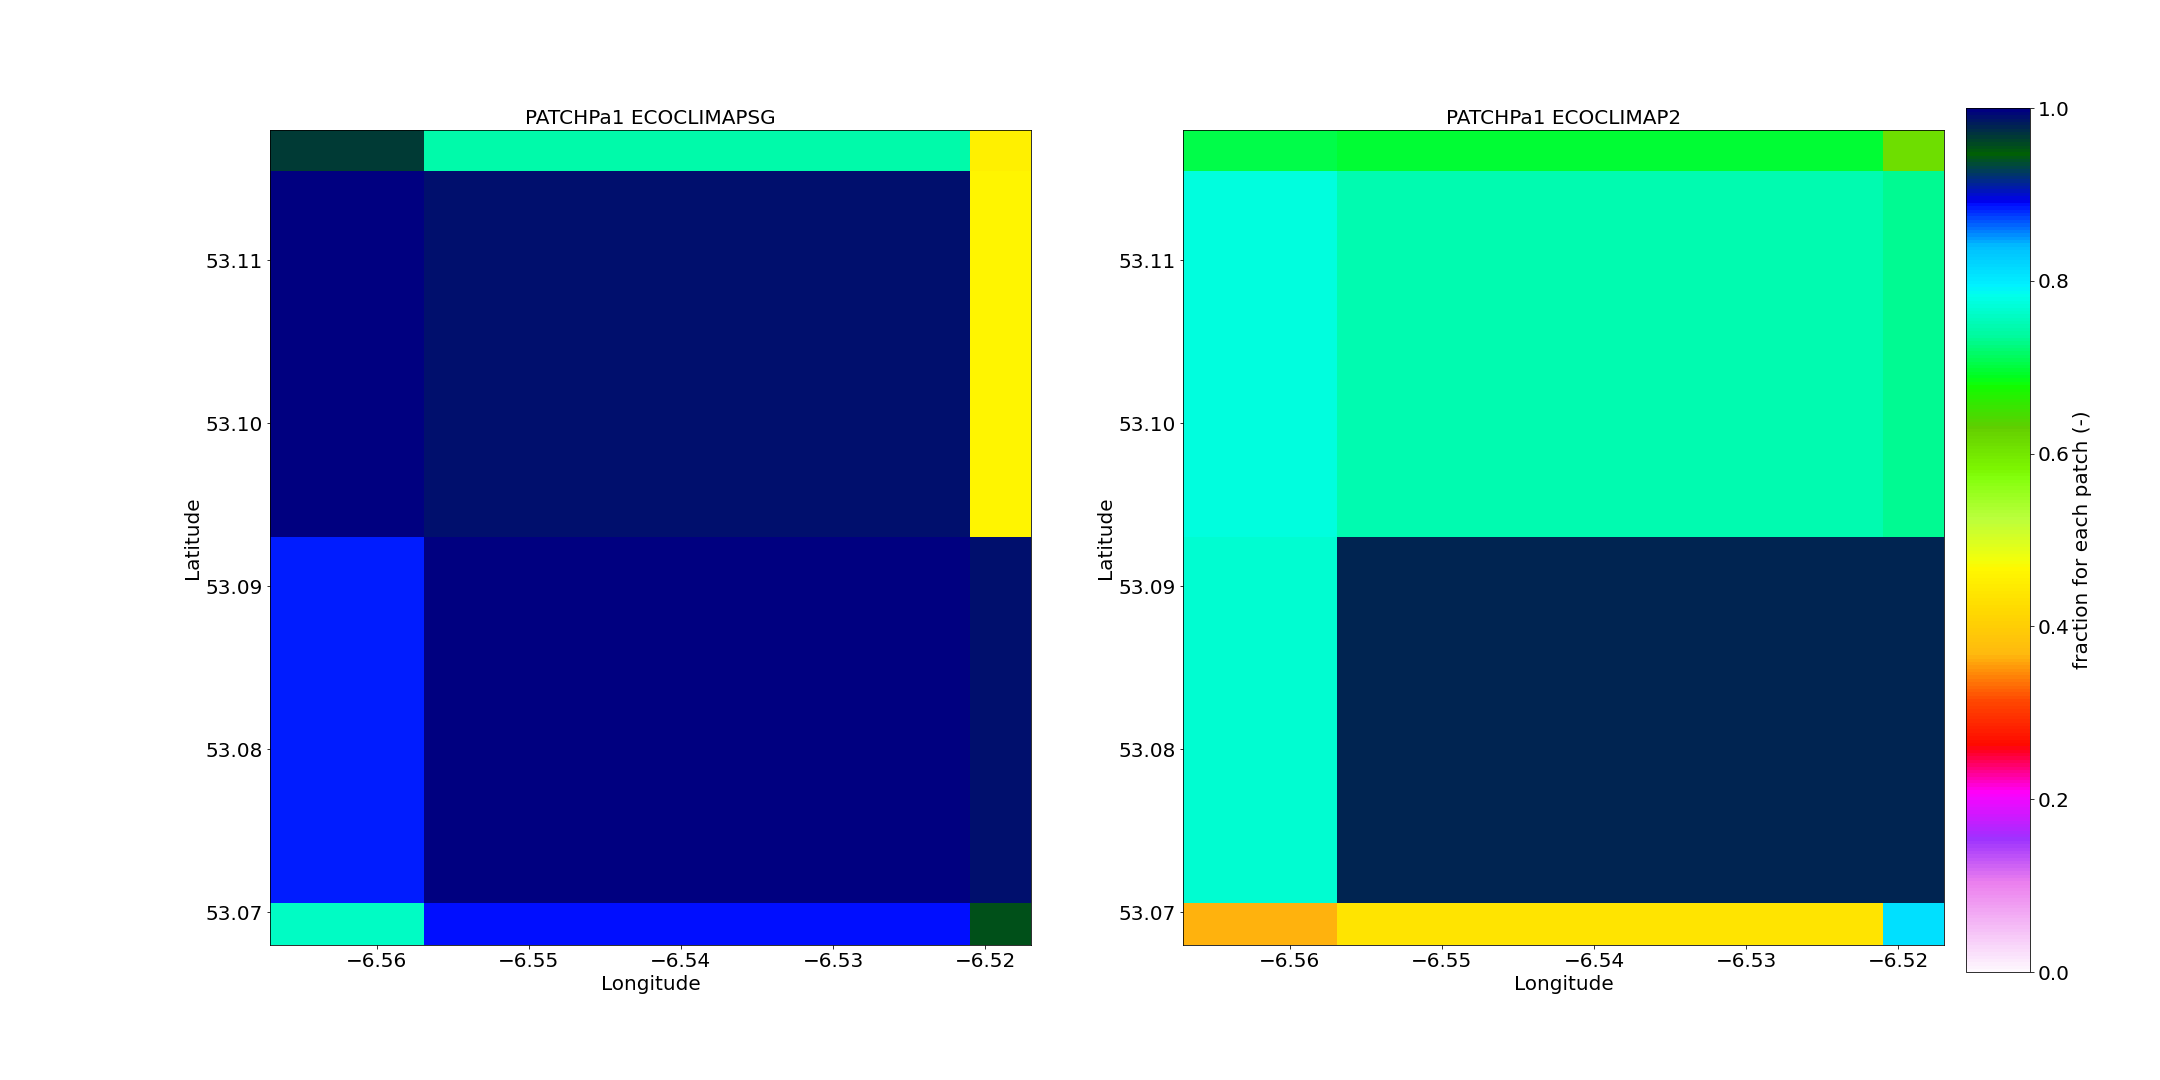 PATCHPa1 ECOCLIMAPSG
53.11
53.10
53.09
53.08
53.07
Latitude
−6.56 −6.55 −6.54 −6.53 −6.52
Longitude
PATCHPa1 ECOCLIMAP2
53.11
53.10
53.09
53.08
53.07
Latitude
−6.56 −6.55 −6.54 −6.53 −6.52
Longitude
1.0
0.8
0.6
0.4
0.2
0.0
fraction for each patch (-)